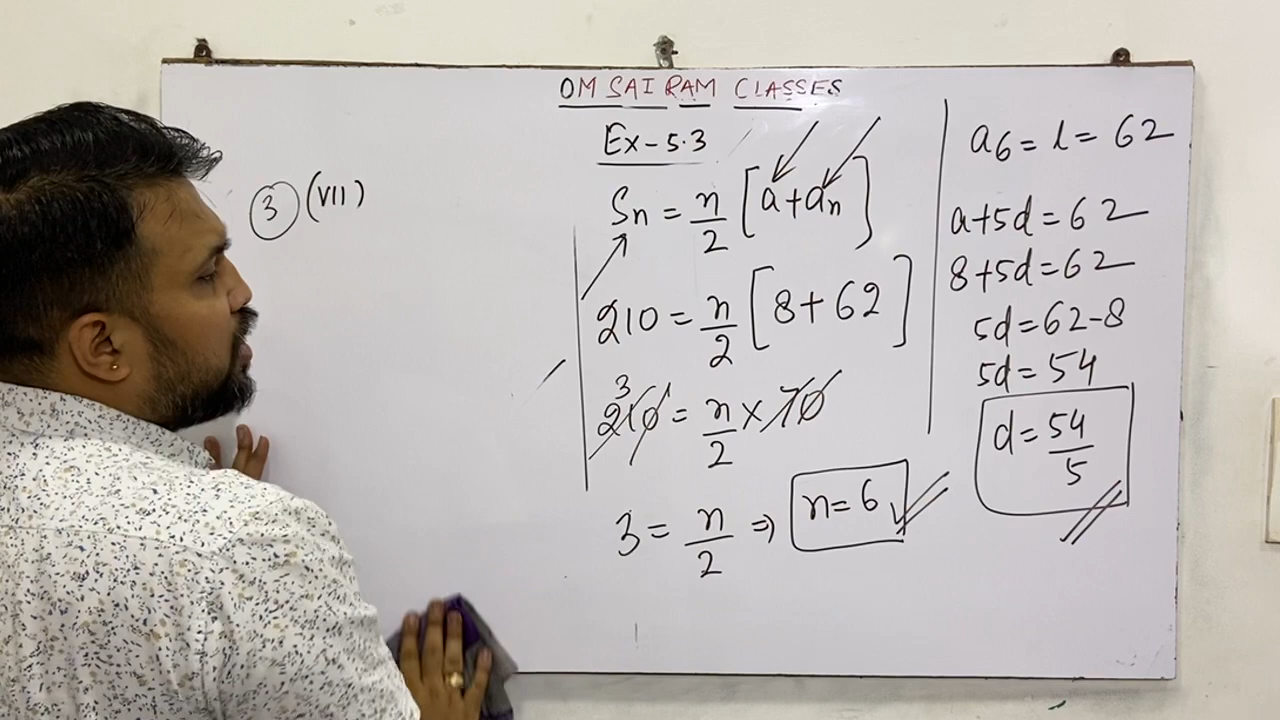 OM SAI RAM CLASSES
Ex-5.3
③ (VII)
Sn = n/2 [a+an]
210 = n/2 [8+62]
3
210 = n/2 × 70
3 = n/2 ⇒ n=6
a6 = l = 62
a+5d=62
8+5d=62
5d=62-8
5d=54
d=54/5